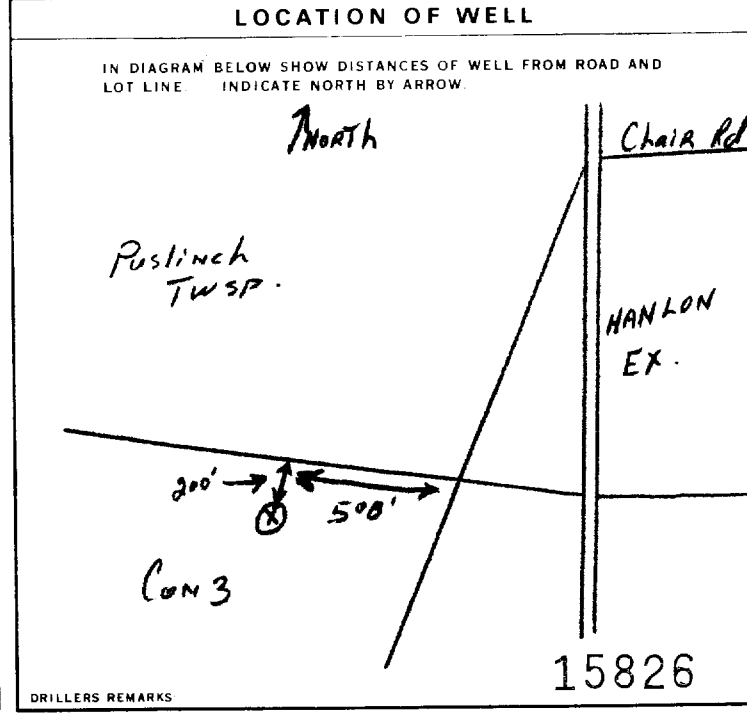 LOCATION OF WELL
IN DIAGRAM BELOW SHOW DISTANCES OF WELL FROM ROAD AND
LOT LINE. INDICATE NORTH BY ARROW.
NORTH
Chair Rd
Puslinch
TWSP.
HANLON
EX.
200'
500'
X
Con 3
15826
DRILLERS REMARKS